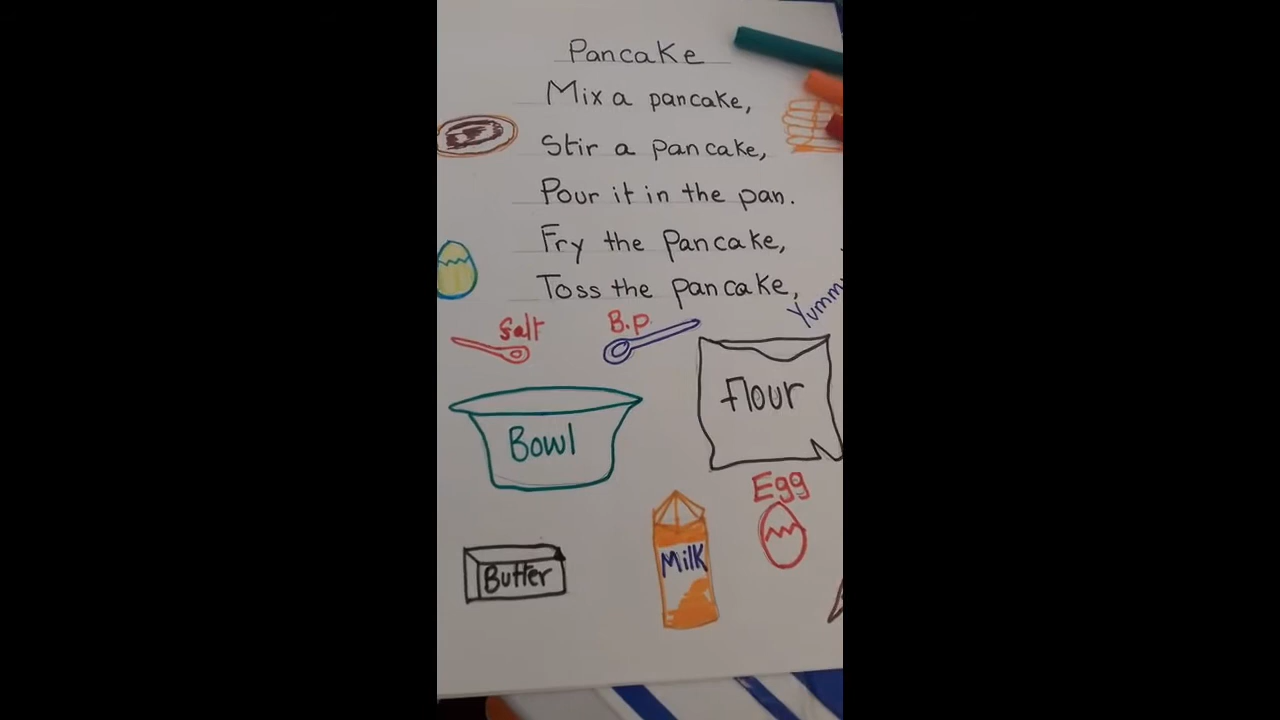 Pancake
Mix a pancake,
Stir a pancake,
Pour it in the pan.
Fry the pancake,
Toss the pancake,
Yummy
Salt
B.p.
Flour
Bowl
Egg
Milk
Butter